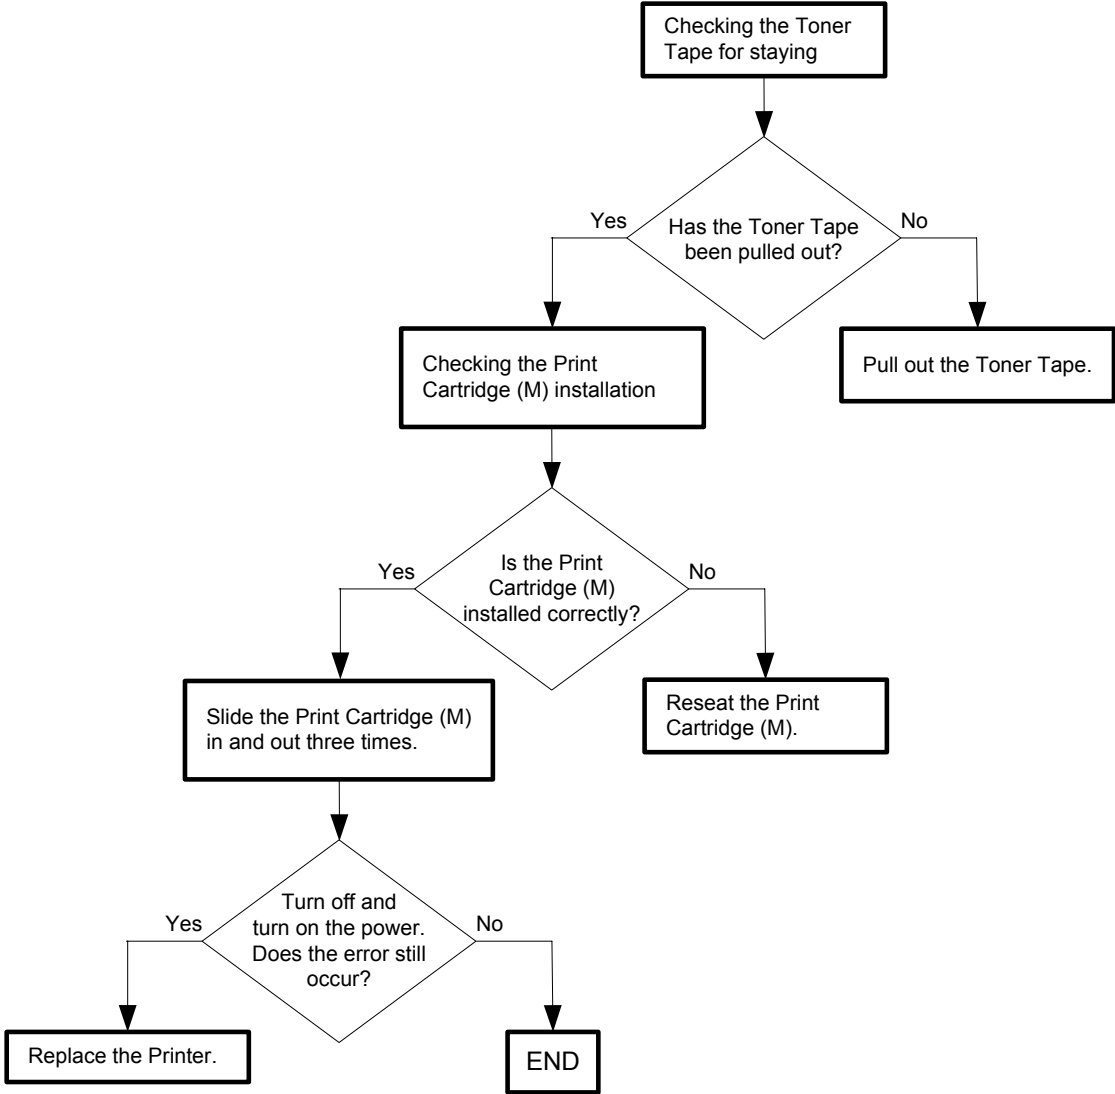 Checking the Toner
Tape for staying
Has the Toner Tape
been pulled out?
Yes
No
Checking the Print
Cartridge (M) installation
Pull out the Toner Tape.
Is the Print
Cartridge (M)
installed correctly?
Yes
No
Slide the Print Cartridge (M)
in and out three times.
Reseat the Print
Cartridge (M).
Turn off and
turn on the power.
Does the error still
occur?
Yes
No
Replace the Printer.
END